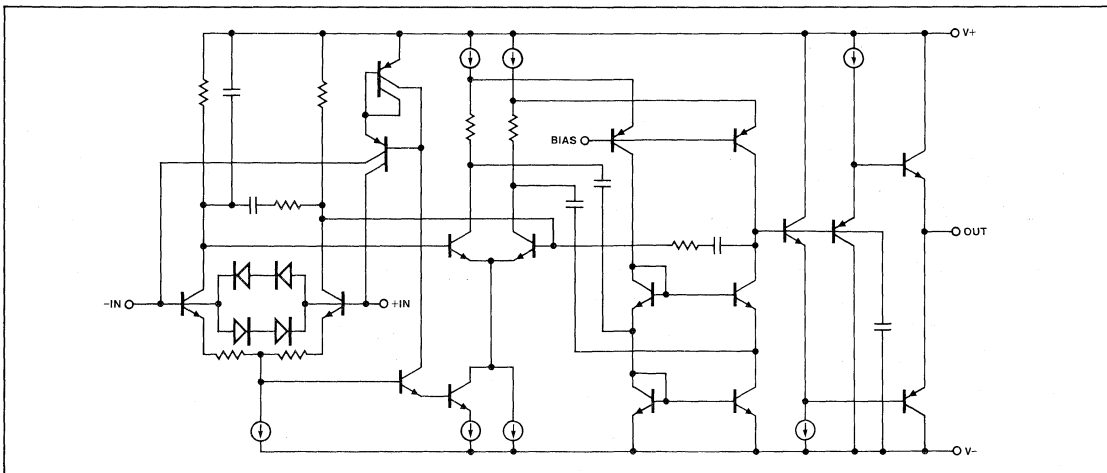 V+
BIAS
OUT
-IN
+IN
V-